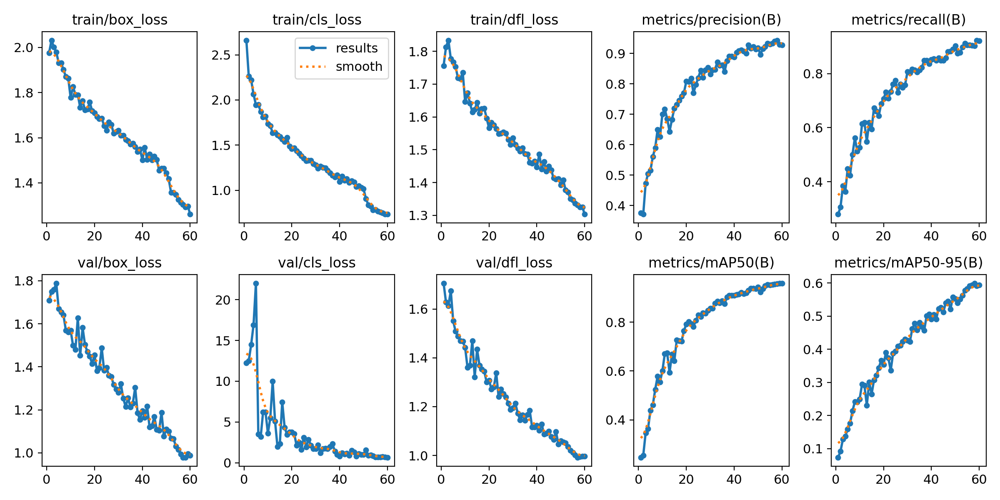 train/box_loss
train/cls_loss
train/dfl_loss
metrics/precision(B)
metrics/recall(B)
2.0
1.8
1.6
1.4
0 20 40 60
results
smooth
2.5
2.0
1.5
1.0
0 20 40 60
1.8
1.7
1.6
1.5
1.4
1.3
0 20 40 60
0.9
0.8
0.7
0.6
0.5
0.4
0 20 40 60
0.8
0.6
0.4
0 20 40 60
val/box_loss
val/cls_loss
val/dfl_loss
metrics/mAP50(B)
metrics/mAP50-95(B)
1.8
1.6
1.4
1.2
1.0
0 20 40 60
20
15
10
5
0
0 20 40 60
1.6
1.4
1.2
1.0
0 20 40 60
0.8
0.6
0.4
0 20 40 60
0.6
0.5
0.4
0.3
0.2
0.1
0 20 40 60